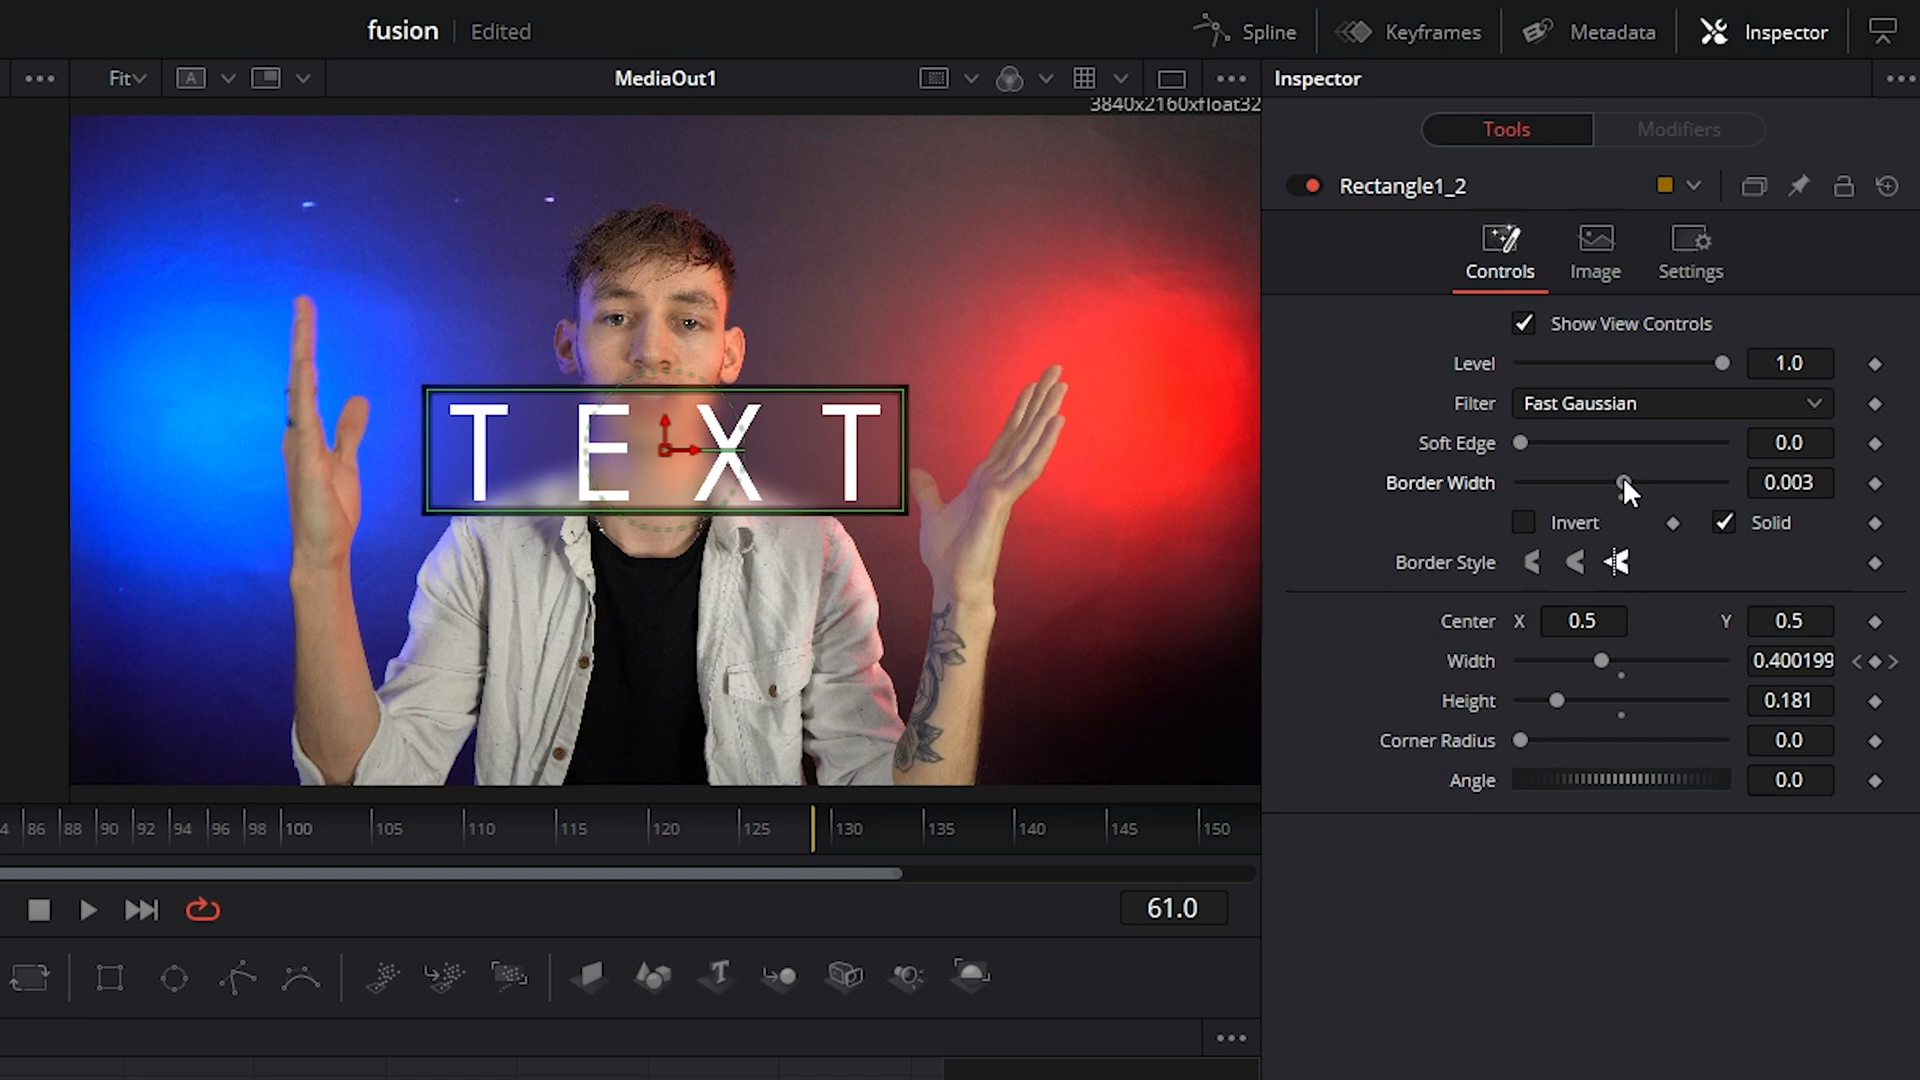 fusion Edited
Spline Keyframes Metadata Inspector
Fit A MediaOut1 Inspector
3840x2160xfloat32
Tools Modifiers
Rectangle1_2
Controls Image Settings
Show View Controls
Level 1.0
Filter Fast Gaussian
Soft Edge 0.0
Border Width 0.003
Invert Solid
Border Style
Center X 0.5 Y 0.5
Width 0.400199
Height 0.181
Corner Radius 0.0
Angle 0.0
T E X T
4 86 88 90 92 94 96 98 100 105 110 115 120 125 130 135 140 145 150
61.0
T